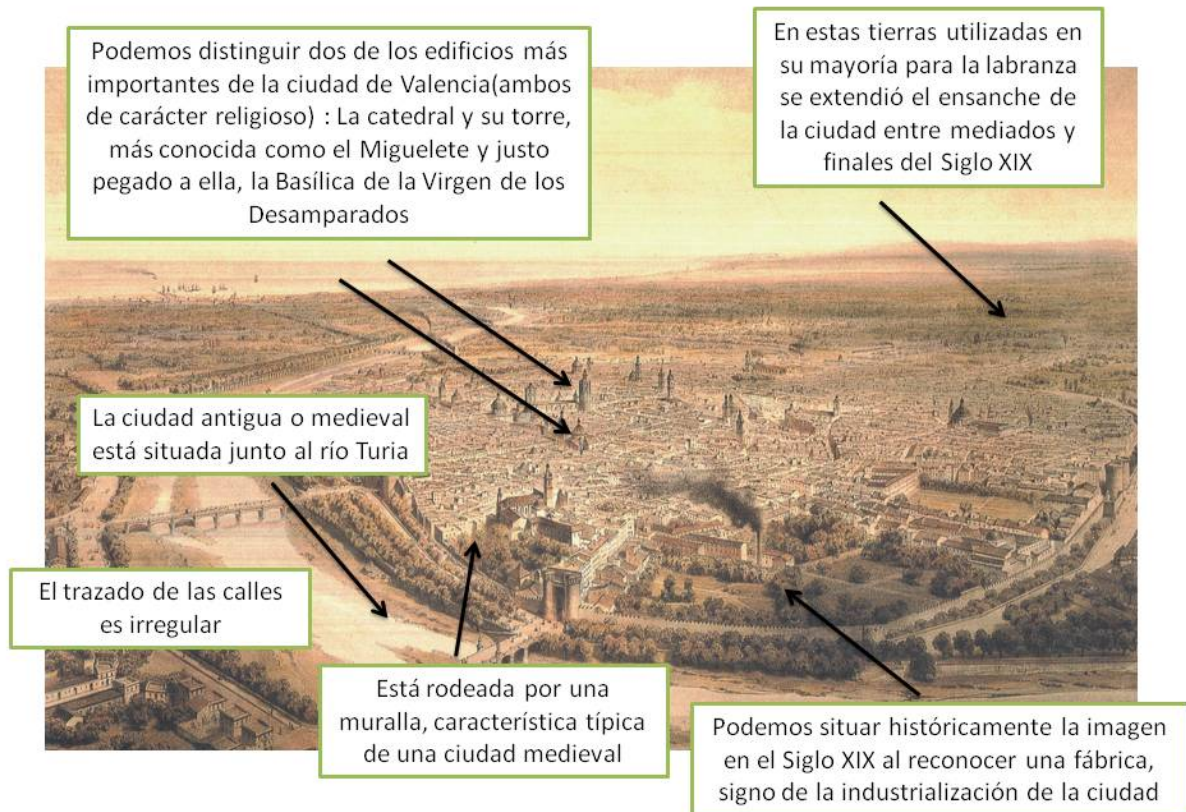 Podemos distinguir dos de los edificios más
importantes de la ciudad de Valencia(ambos
de carácter religioso) : La catedral y su torre,
más conocida como el Miguelete y justo
pegado a ella, la Basílica de la Virgen de los
Desamparados
En estas tierras utilizadas en
su mayoría para la labranza
se extendió el ensanche de
la ciudad entre mediados y
finales del Siglo XIX
La ciudad antigua o medieval
está situada junto al río Turia
El trazado de las calles
es irregular
Está rodeada por una
muralla, característica típica
de una ciudad medieval
Podemos situar históricamente la imagen
en el Siglo XIX al reconocer una fábrica,
signo de la industrialización de la ciudad